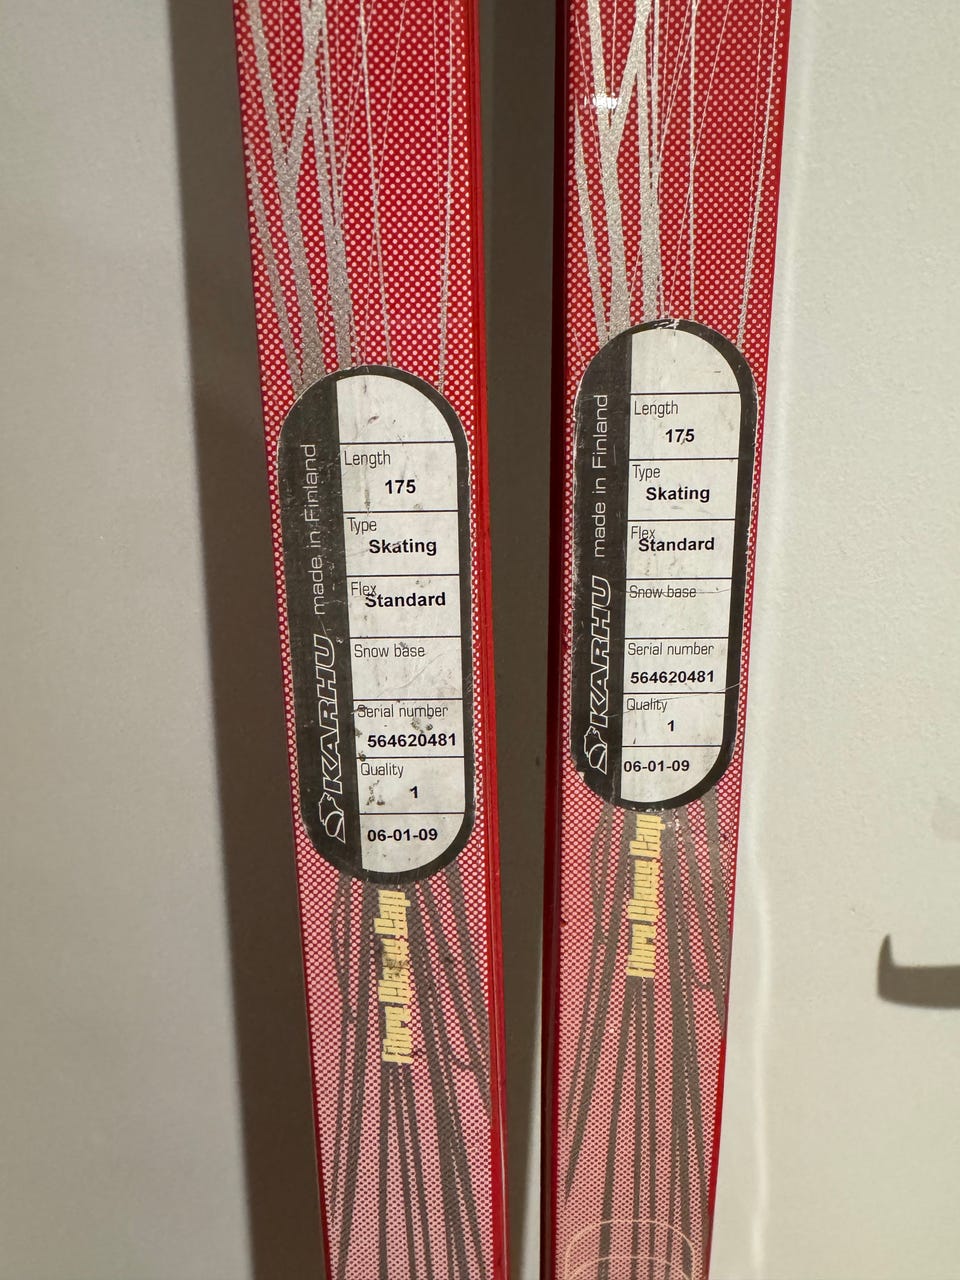 Length
175
Type
Skating
Flex
Standard
Snow base
Serial number
564620481
Quality
1
06-01-09
KARHU made in Finland
Length
175
Type
Skating
Flex
Standard
Snow base
Serial number
564620481
Quality
1
06-01-09
KARHU made in Finland